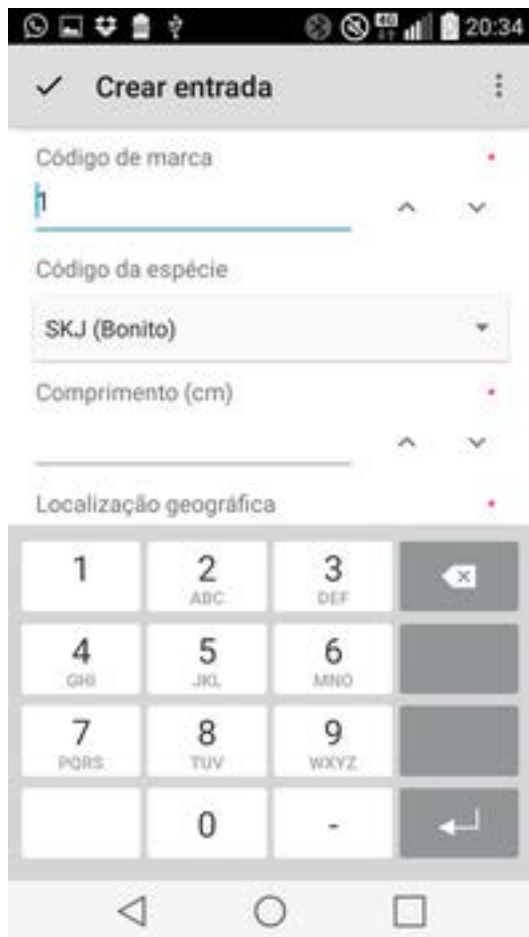 4G
20:34
Crear entrada
Código de marca *
1
Código da espécie
SKJ (Bonito)
Comprimento (cm) *
Localização geográfica *
1 2 3
ABC DEF
4 5 6
GHI JKL MNO
7 8 9
PQRS TUV WXYZ
0 -